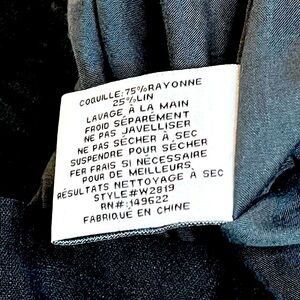 COQUILLE:75%RAYONNE
25%LIN
LAVAGE À LA MAIN
FROID SÉPARÉMENT
NE PAS JAVELLISER
NE PAS SÉCHER À SEC
SUSPENDRE POUR SÉCHER
FER FRAIS SI NÉCESSAIRE
POUR DE MEILLEURS
RÉSULTATS NETTOYAGE À SEC
STYLE#W2819
RN#:149622
FABRIQUÉ EN CHINE